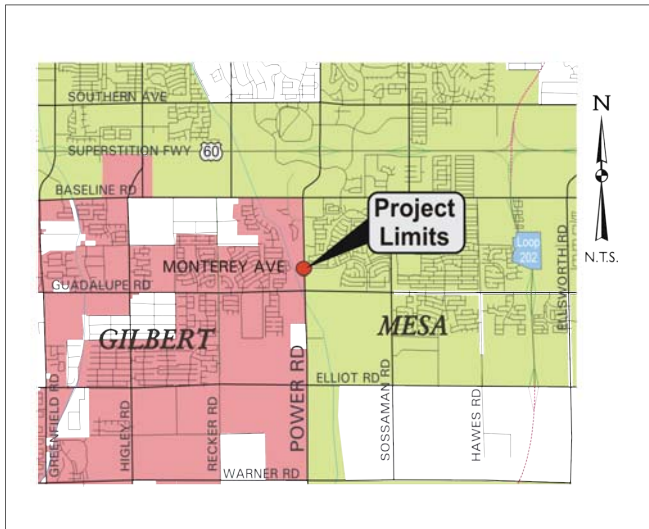 SOUTHERN AVE
N
SUPERSTITION FWY 60
BASELINE RD
Project
Limits
Loop
202
N.T.S.
MONTEREY AVE
GUADALUPE RD
GILBERT
MESA
ELLSWORTH RD
POWER RD
ELLIOT RD
GREENFIELD RD
HIGLEY RD
RECKER RD
SOSSAMAN RD
HAWES RD
WARNER RD